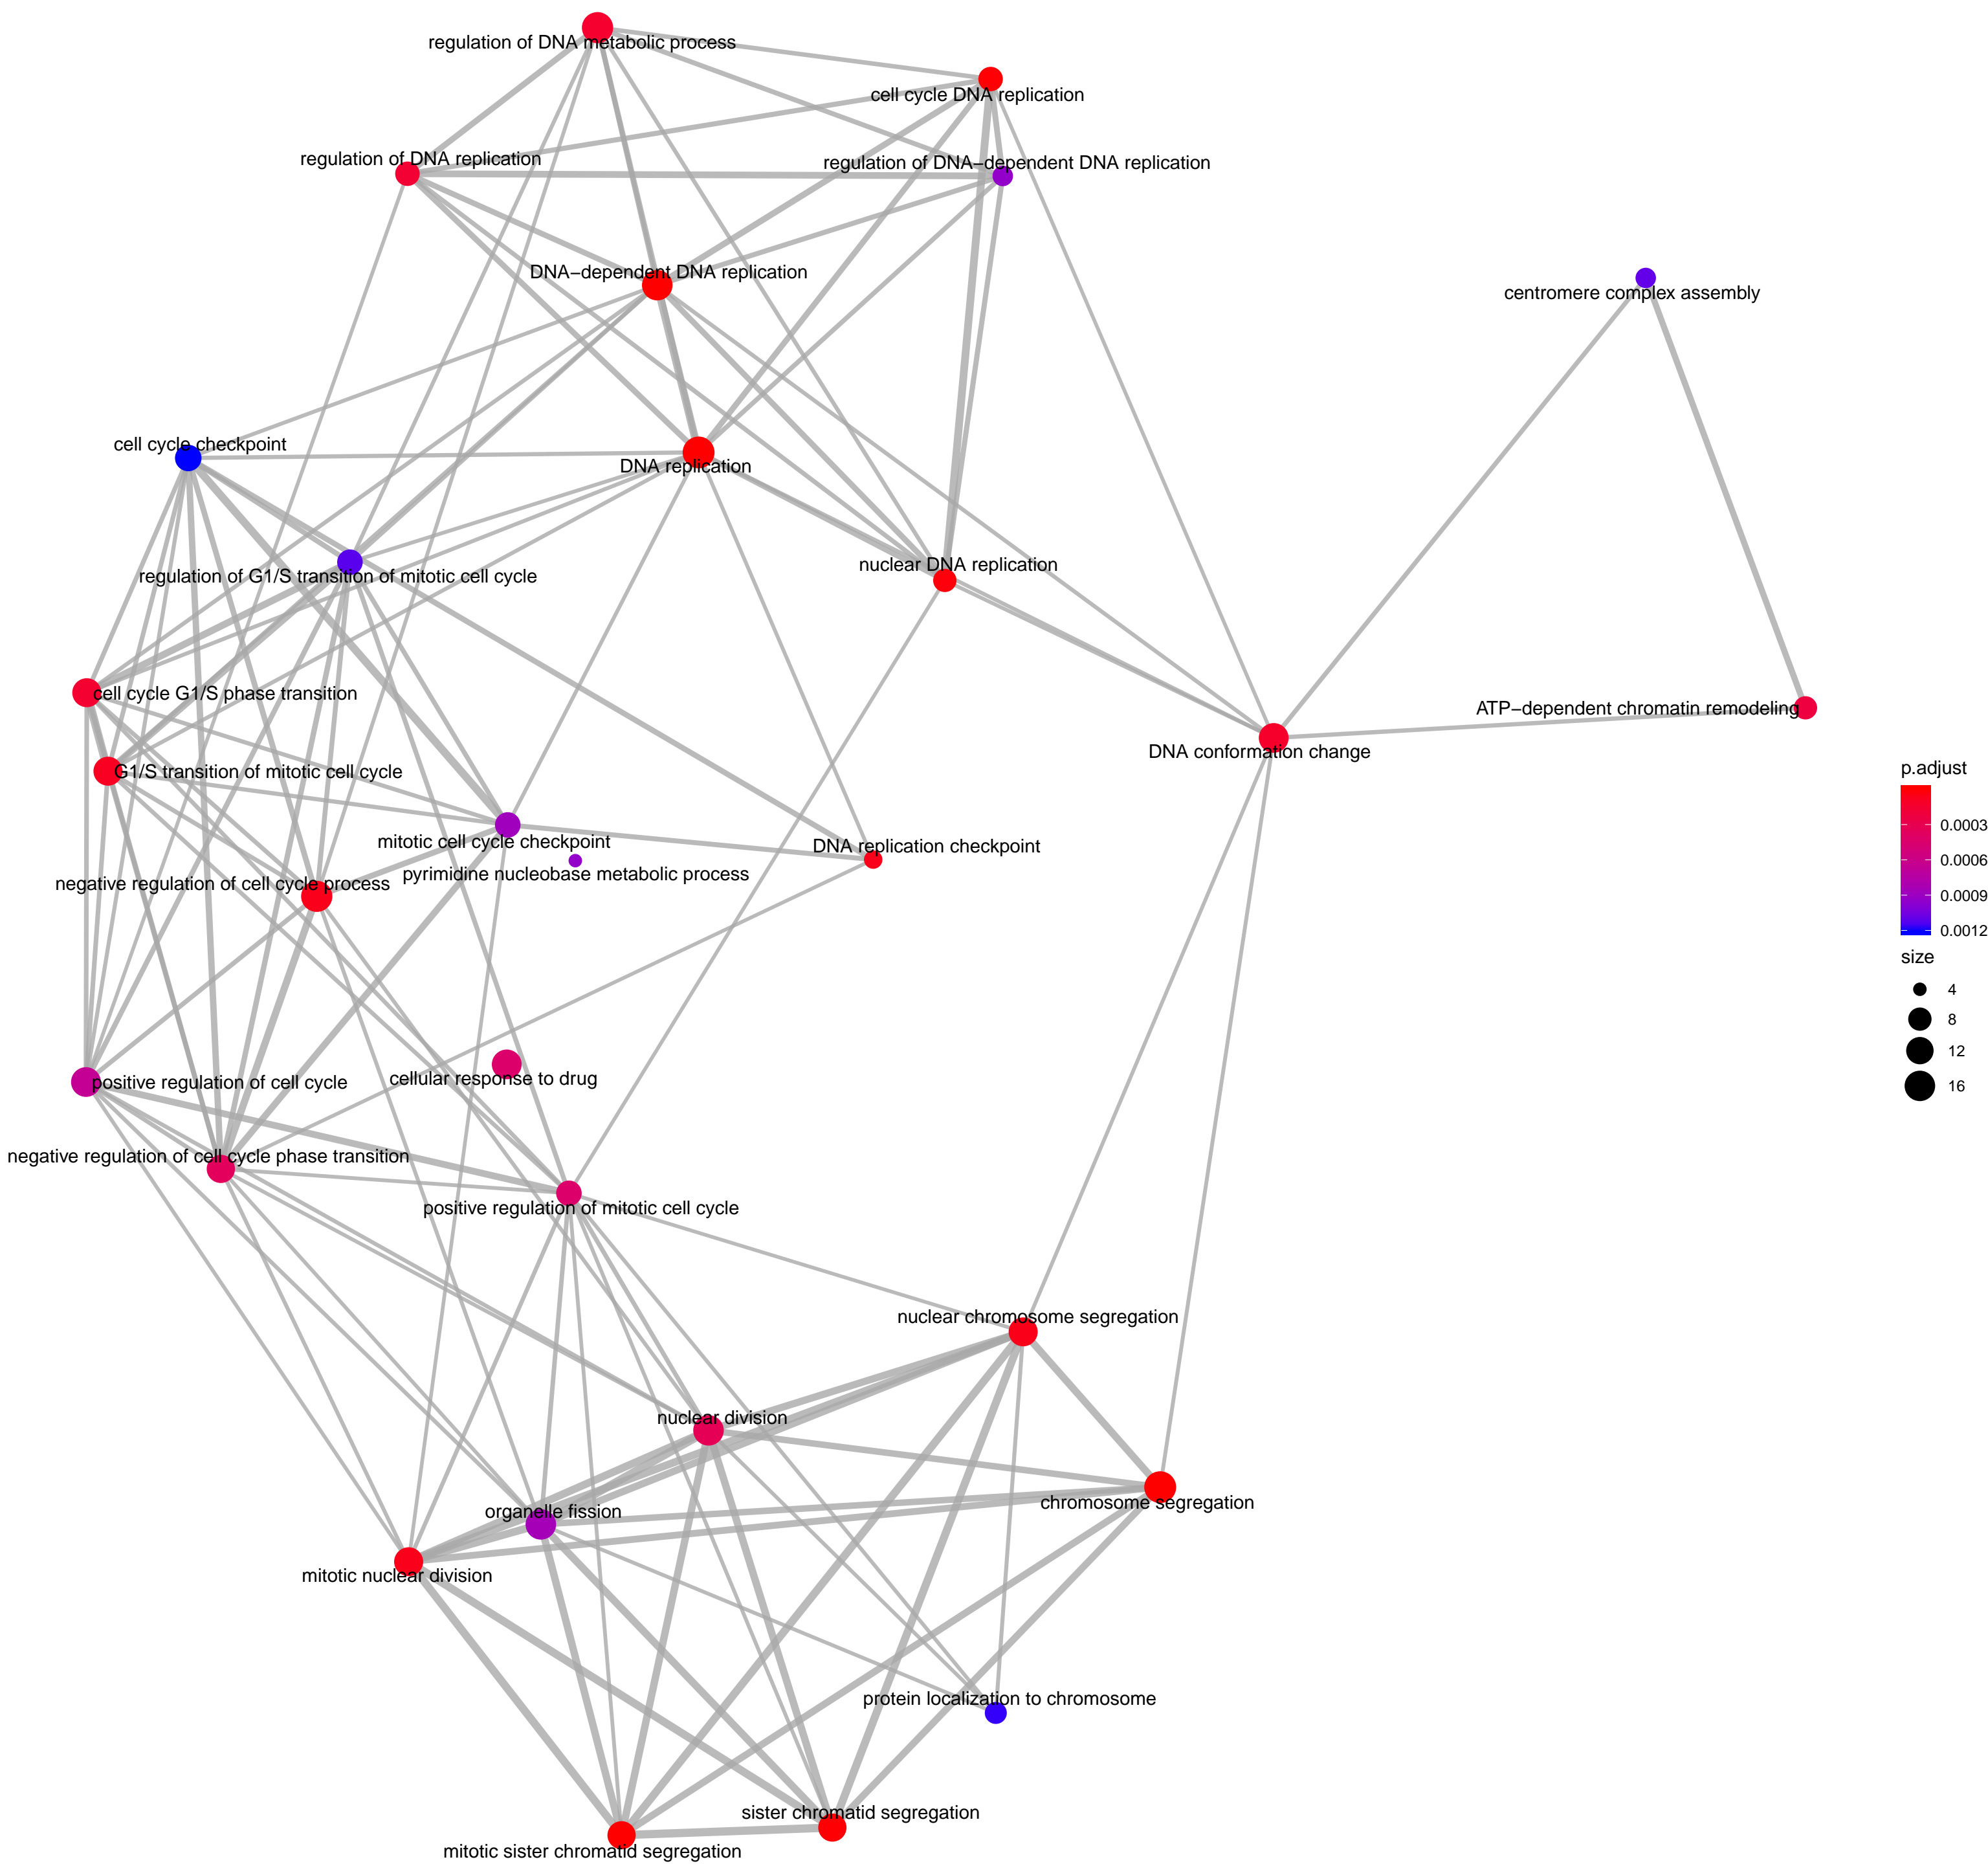 regulation of DNA metabolic process
cell cycle DNA replication
regulation of DNA replication
regulation of DNA−dependent DNA replication
DNA−dependent DNA replication
centromere complex assembly
cell cycle checkpoint
DNA replication
nuclear DNA replication
regulation of G1/S transition of mitotic cell cycle
cell cycle G1/S phase transition
ATP−dependent chromatin remodeling
DNA conformation change
G1/S transition of mitotic cell cycle
mitotic cell cycle checkpoint
DNA replication checkpoint
pyrimidine nucleobase metabolic process
negative regulation of cell cycle process
cellular response to drug
positive regulation of cell cycle
negative regulation of cell cycle phase transition
positive regulation of mitotic cell cycle
nuclear chromosome segregation
nuclear division
chromosome segregation
organelle fission
mitotic nuclear division
protein localization to chromosome
sister chromatid segregation
mitotic sister chromatid segregation
p.adjust
0.0003
0.0006
0.0009
0.0012
size
4
8
12
16